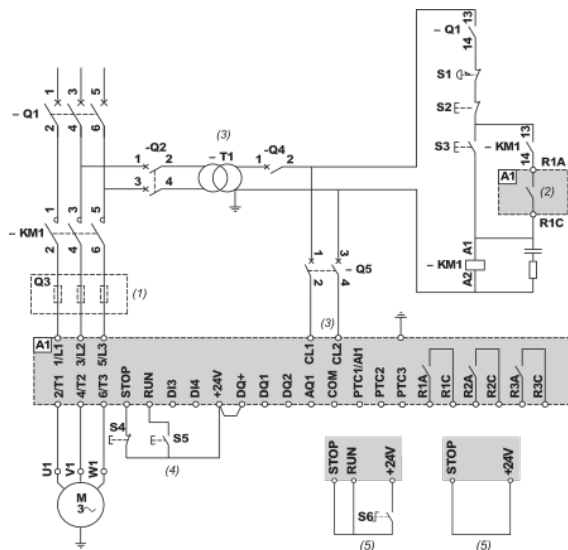 13
– Q1
14
S1
S2
S3
13
– KM1
14
R1A
A1
(2)
R1C
A1
– KM1
A2
1 3 5
– Q1
2 4 6
(3)
-Q2
1 2
3 4
– T1
-Q4
1 2
1 3 5
– KM1
2 4 6
Q3
(1)
1 3
- Q5
2 4
(3)
A1
1/L1 3/L2 5/L3 CL1 CL2
2/T1 4/T2 6/T3 STOP RUN DI3 DI4 +24V DQ+ DQ1 DQ2 AQ1 COM PTC1/AI1 PTC2 PTC3 R1A R1C R2A R2C R3A R3C
S4 S5
(4)
U1 V1 W1
M
3
STOP RUN +24V
S6
(5)
STOP +24V
(5)